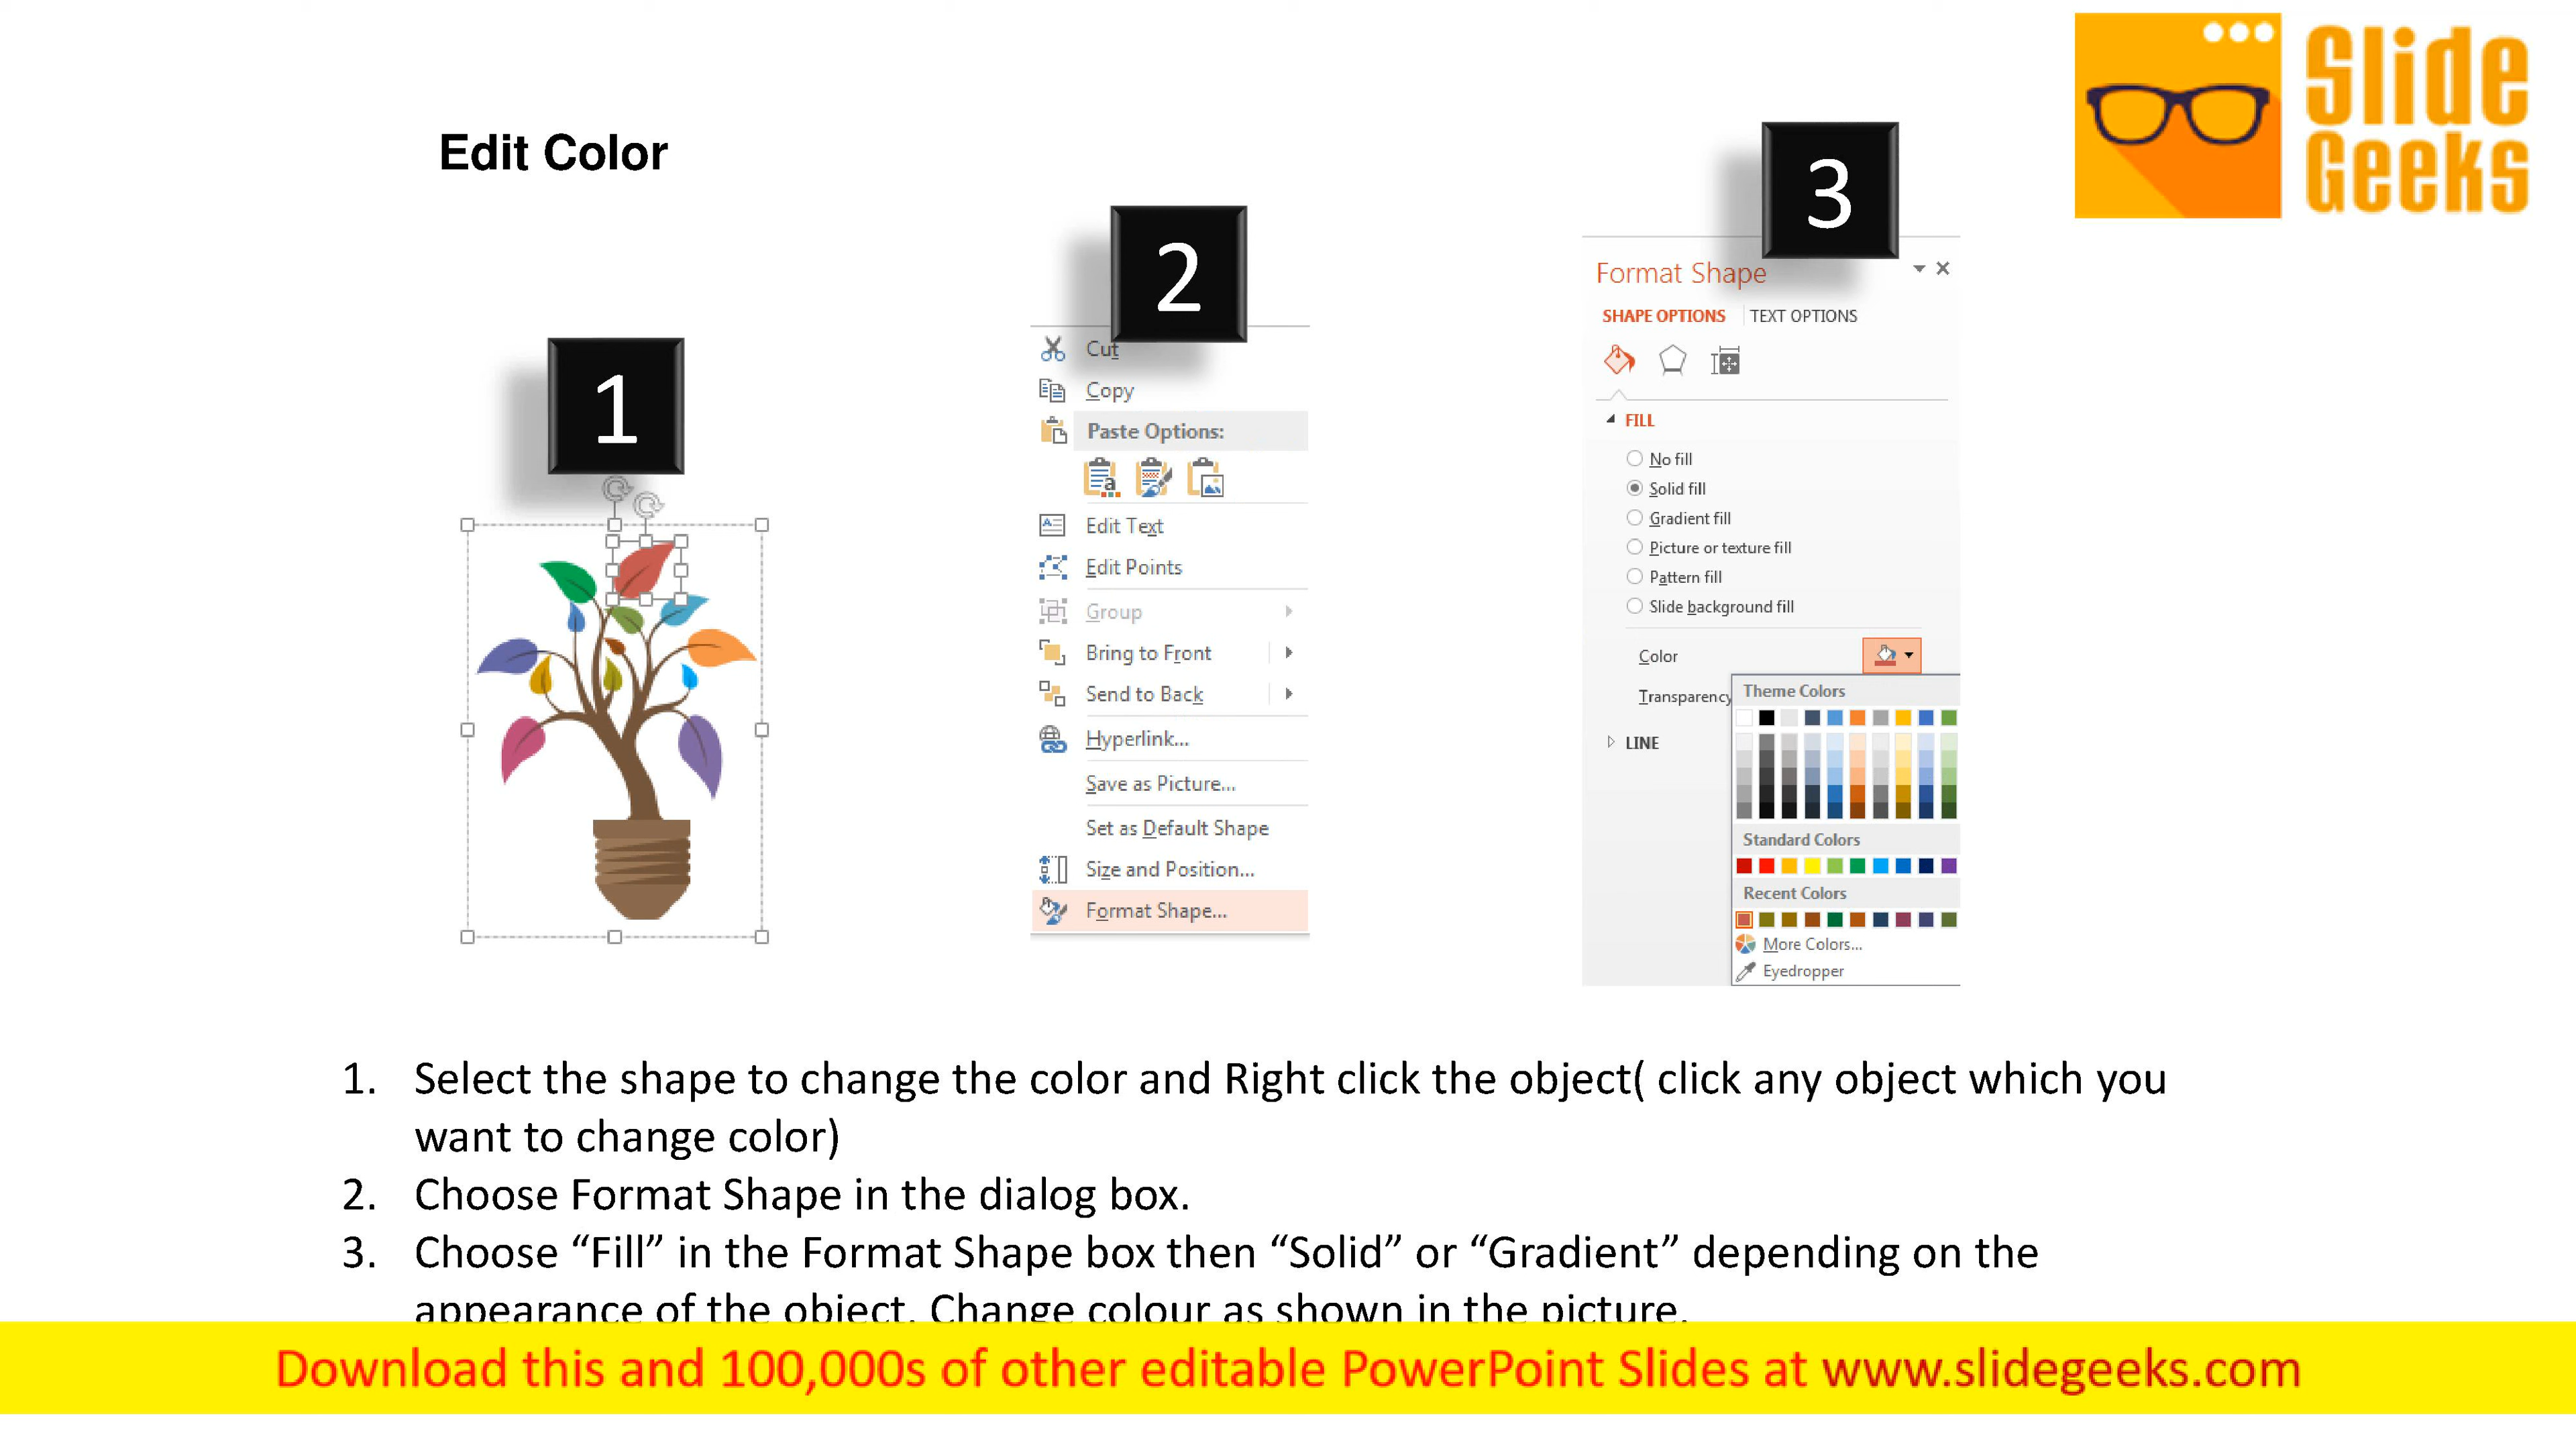 Slide
Geeks
Edit Color
1
2
3
Cut
Copy
Paste Options:
Edit Text
Edit Points
Group
Bring to Front
Send to Back
Hyperlink...
Save as Picture...
Set as Default Shape
Size and Position...
Format Shape...
Format Shape
SHAPE OPTIONS TEXT OPTIONS
FILL
No fill
Solid fill
Gradient fill
Picture or texture fill
Pattern fill
Slide background fill
Color
Transparency
LINE
Theme Colors
Standard Colors
Recent Colors
More Colors...
Eyedropper
1. Select the shape to change the color and Right click the object( click any object which you
want to change color)
2. Choose Format Shape in the dialog box.
3. Choose “Fill” in the Format Shape box then “Solid” or “Gradient” depending on the
appearance of the object. Change colour as shown in the picture.
Download this and 100,000s of other editable PowerPoint Slides at www.slidegeeks.com